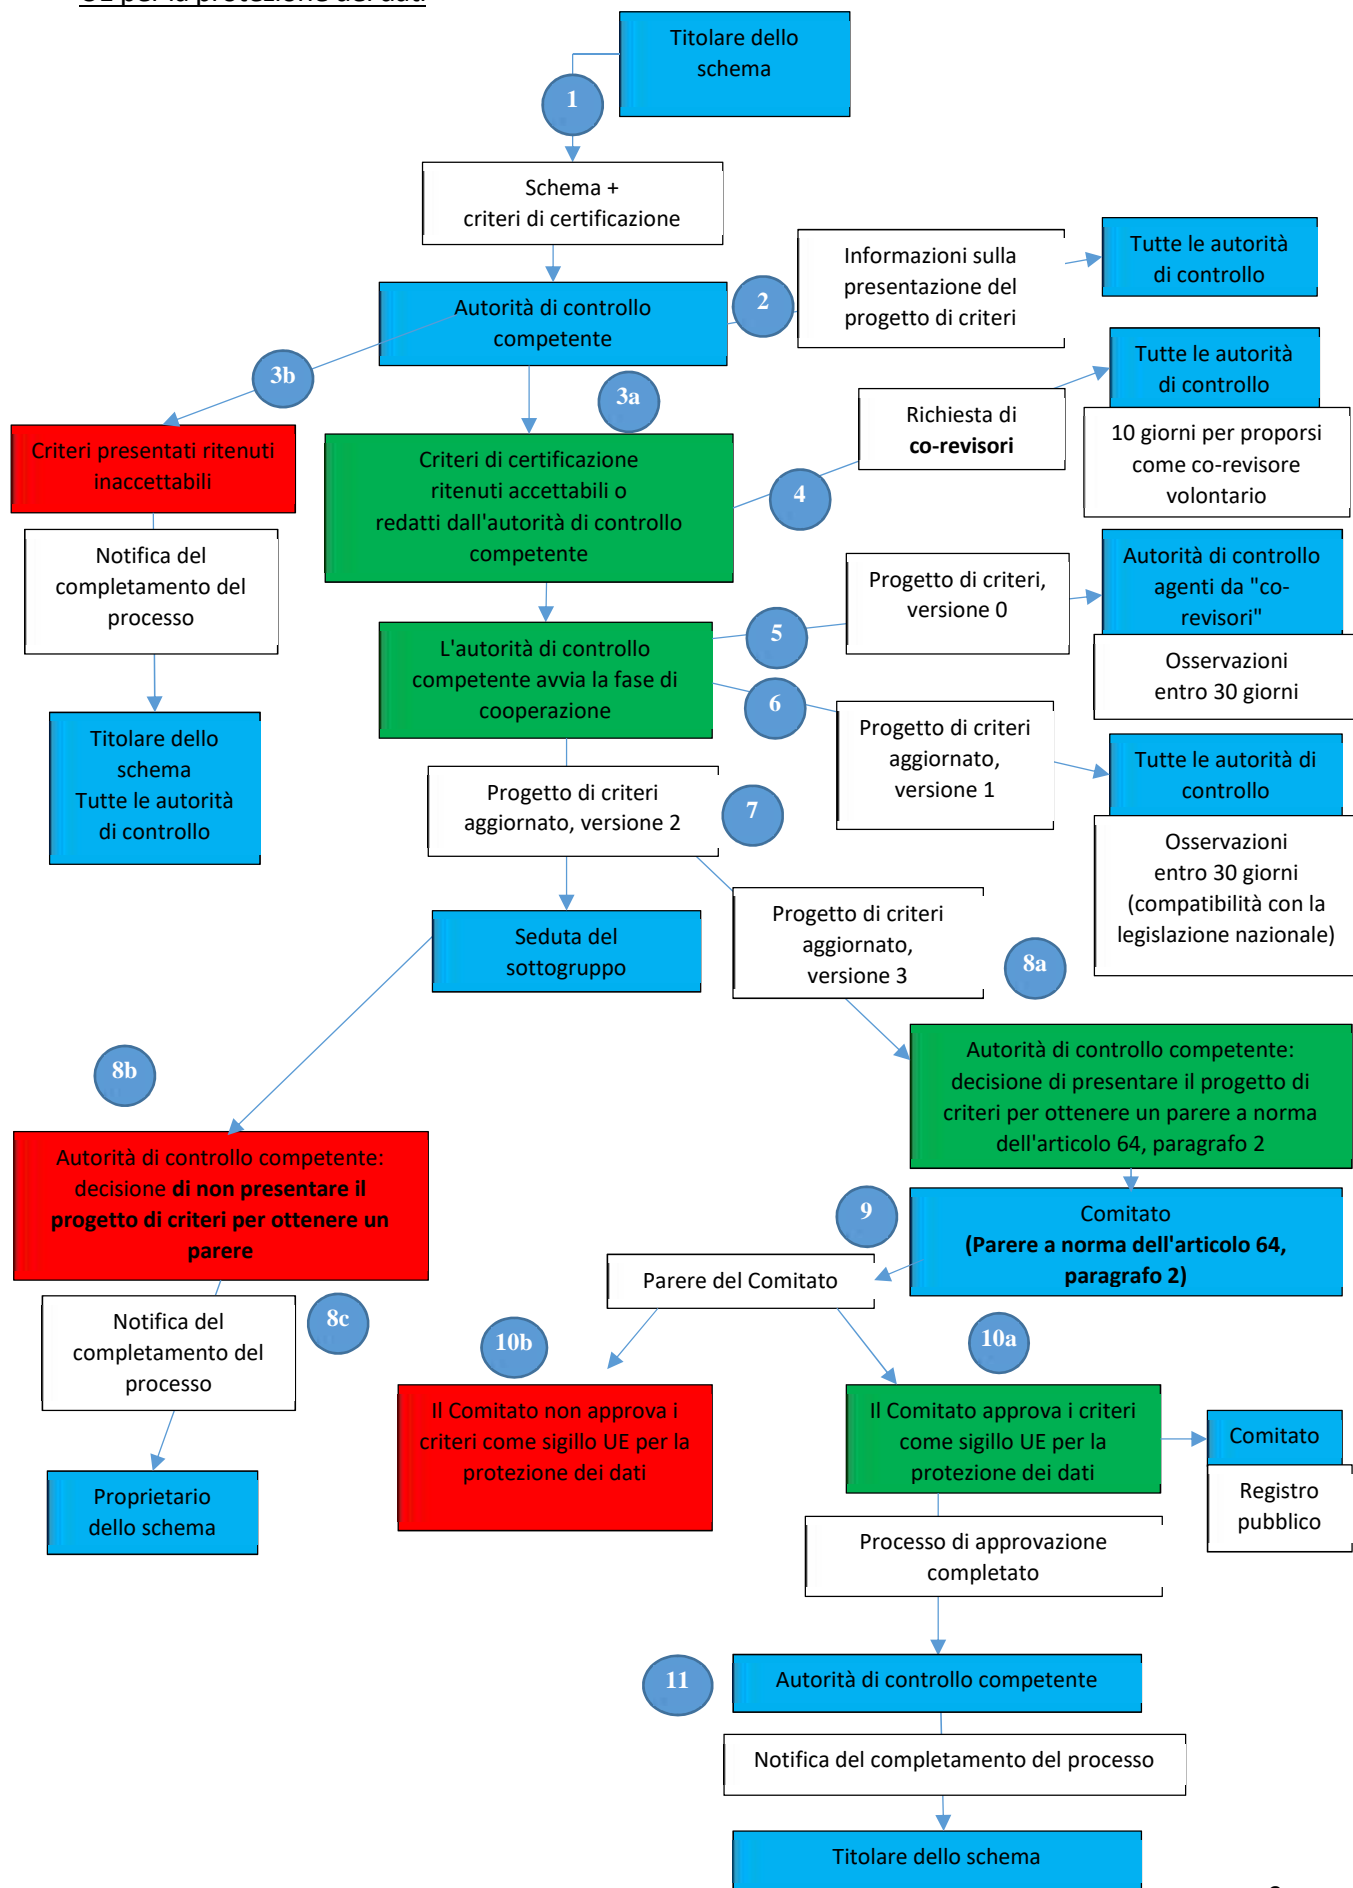 UE per la protezione dei dati
Titolare dello
schema
1
Schema +
criteri di certificazione
Informazioni sulla
presentazione del
progetto di criteri
Tutte le autorità
di controllo
Autorità di controllo
competente
2
3b
3a
Tutte le autorità
di controllo
Richiesta di
co-revisori
10 giorni per proporsi
come co-revisore
volontario
Criteri presentati ritenuti
inaccettabili
Criteri di certificazione
ritenuti accettabili o
redatti dall'autorità di controllo
competente
4
Notifica del
completamento del
processo
Progetto di criteri,
versione 0
Autorità di controllo
agenti da "co-
revisori"
5
Osservazioni
entro 30 giorni
L'autorità di controllo
competente avvia la fase di
cooperazione
6
Titolare dello
schema
Tutte le autorità
di controllo
Progetto di criteri
aggiornato,
versione 1
Tutte le autorità di
controllo
Progetto di criteri
aggiornato, versione 2
7
Osservazioni
entro 30 giorni
(compatibilità con la
legislazione nazionale)
Seduta del
sottogruppo
Progetto di criteri
aggiornato,
versione 3
8a
8b
Autorità di controllo competente:
decisione di presentare il progetto di
criteri per ottenere un parere a norma
dell'articolo 64, paragrafo 2
Autorità di controllo competente:
decisione di non presentare il
progetto di criteri per ottenere un
parere
9
Comitato
(Parere a norma dell'articolo 64,
paragrafo 2)
Parere del Comitato
Notifica del
completamento del
processo
8c
10b
10a
Il Comitato non approva i
criteri come sigillo UE per la
protezione dei dati
Il Comitato approva i criteri
come sigillo UE per la
protezione dei dati
Comitato
Registro
pubblico
Proprietario
dello schema
Processo di approvazione
completato
11
Autorità di controllo competente
Notifica del completamento del processo
Titolare dello schema